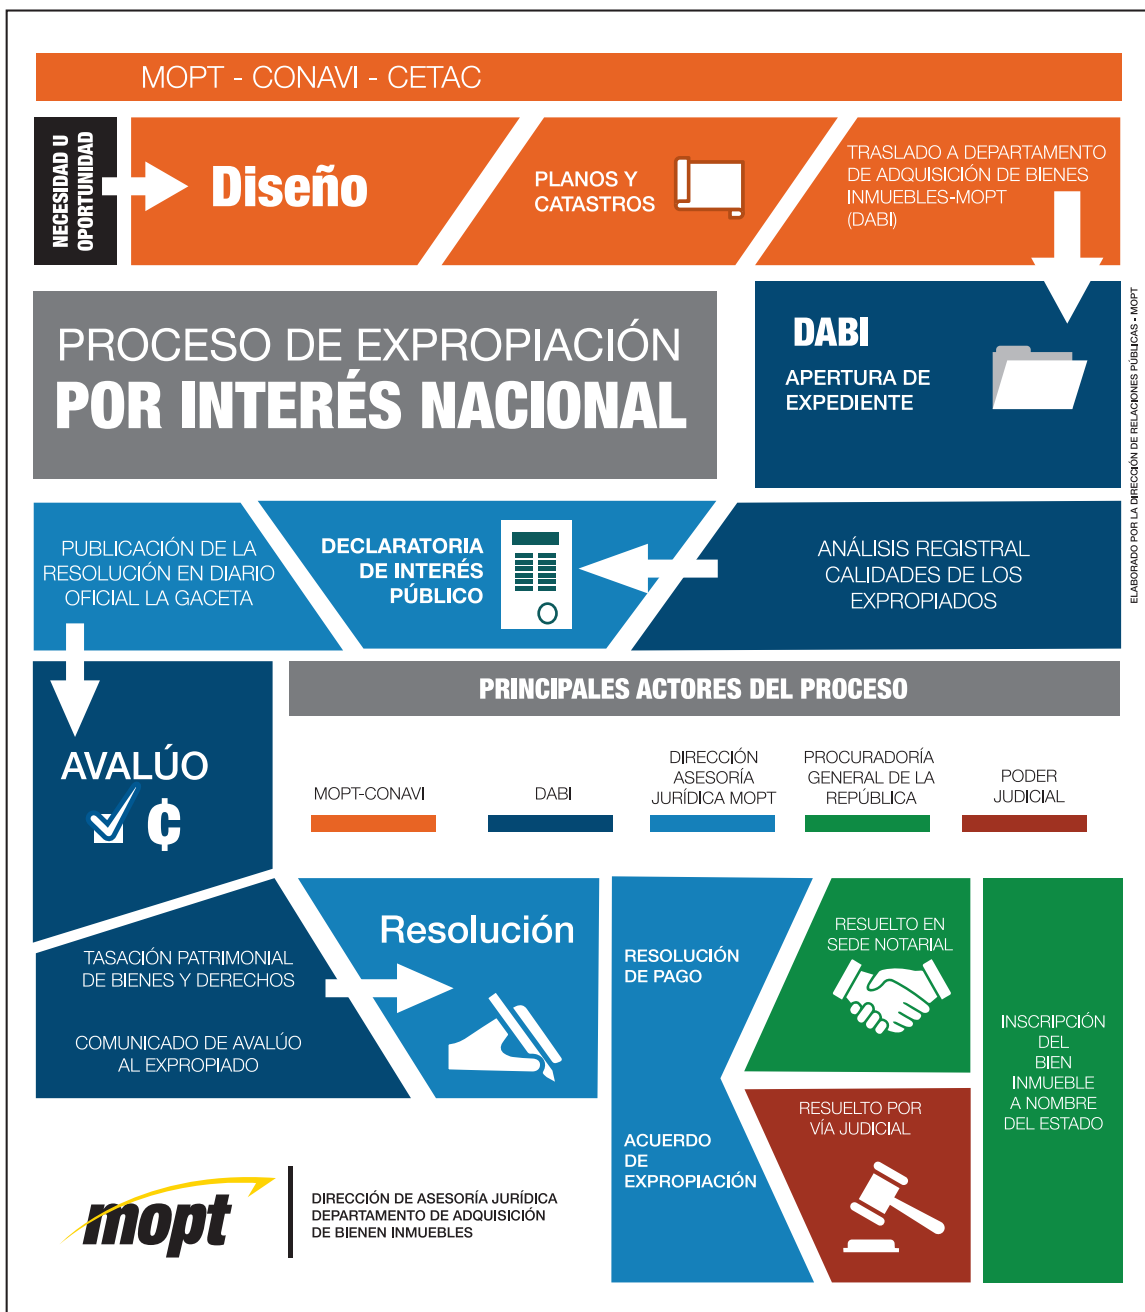 MOPT - CONAVI - CETAC
NECESIDAD U
OPORTUNIDAD
Diseño
PLANOS Y
CATASTROS
TRASLADO A DEPARTAMENTO
DE ADQUISICIÓN DE BIENES
INMUEBLES-MOPT
(DABI)
PROCESO DE EXPROPIACIÓN
POR INTERÉS NACIONAL
DABI
APERTURA DE
EXPEDIENTE
ELABORADO POR LA DIRECCIÓN DE RELACIONES PÚBLICAS - MOPT
ANÁLISIS REGISTRAL
CALIDADES DE LOS
EXPROPIADOS
DECLARATORIA
DE INTERÉS
PÚBLICO
PUBLICACIÓN DE LA
RESOLUCIÓN EN DIARIO
OFICIAL LA GACETA
AVALÚO
₵
PRINCIPALES ACTORES DEL PROCESO
MOPT-CONAVI
DABI
DIRECCIÓN
ASESORÍA
JURÍDICA MOPT
PROCURADORÍA
GENERAL DE LA
REPÚBLICA
PODER
JUDICIAL
TASACIÓN PATRIMONIAL
DE BIENES Y DERECHOS
COMUNICADO DE AVALÚO
AL EXPROPIADO
Resolución
RESOLUCIÓN
DE PAGO
ACUERDO
DE
EXPROPIACIÓN
RESUELTO EN
SEDE NOTARIAL
RESUELTO POR
VÍA JUDICIAL
INSCRIPCIÓN
DEL
BIEN
INMUEBLE
A NOMBRE
DEL ESTADO
mopt
DIRECCIÓN DE ASESORÍA JURÍDICA
DEPARTAMENTO DE ADQUISICIÓN
DE BIENEN INMUEBLES